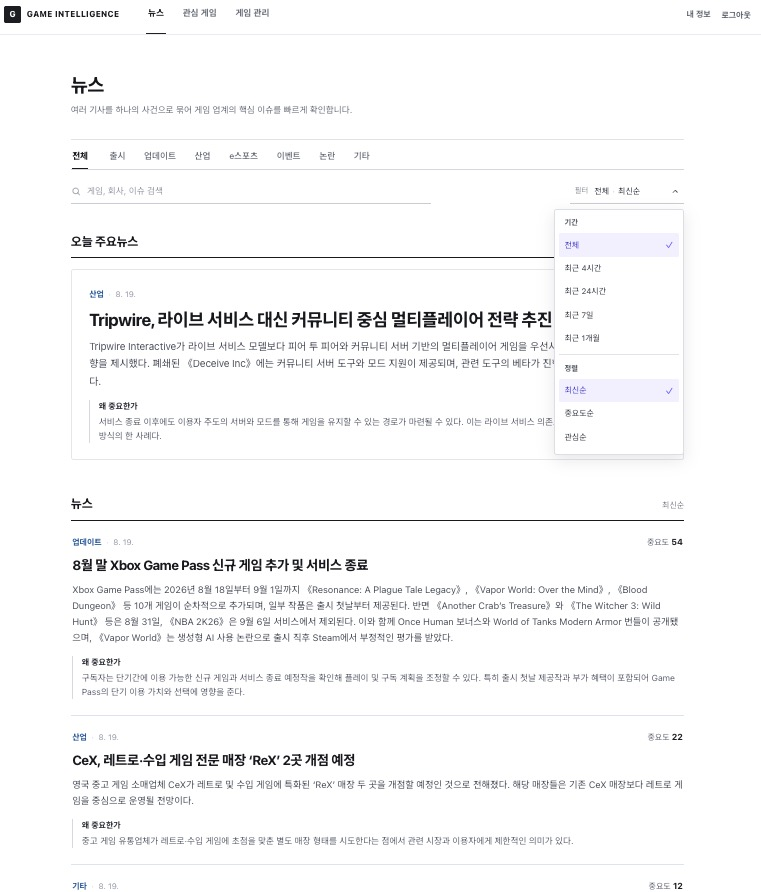 G GAME INTELLIGENCE 뉴스 관심 게임 게임 관리 내 정보 로그아웃
뉴스
여러 기사를 하나의 사건으로 묶어 게임 업계의 핵심 이슈를 빠르게 확인합니다.
전체 출시 업데이트 산업 e스포츠 이벤트 논란 기타
게임, 회사, 이슈 검색
필터 전체 · 최신순
기간
전체
최근 4시간
최근 24시간
최근 7일
최근 1개월
정렬
최신순
중요도순
관심순
오늘 주요뉴스
산업 · 8. 19.
Tripwire, 라이브 서비스 대신 커뮤니티 중심 멀티플레이어 전략 추진
Tripwire Interactive가 라이브 서비스 모델보다 피어 투 피어와 커뮤니티 서버 기반의 멀티플레이어 게임을 우선시
향을 제시했다. 폐쇄된 《Deceive Inc》에는 커뮤니티 서버 도구와 모드 지원이 제공되며, 관련 도구의 베타가
다.
왜 중요한가
서비스 종료 이후에도 이용자 주도의 서버와 모드를 통해 게임을 유지할 수 있는 경로가 마련될 수 있다. 이는 라이브 서비스 의존
방식의 한 사례다.
뉴스 최신순
업데이트 · 8. 19. 중요도 54
8월 말 Xbox Game Pass 신규 게임 추가 및 서비스 종료
Xbox Game Pass에는 2026년 8월 18일부터 9월 1일까지 《Resonance: A Plague Tale Legacy》, 《Vapor World: Over the Mind》, 《Blood
Dungeon》 등 10개 게임이 순차적으로 추가되며, 일부 작품은 출시 첫날부터 제공된다. 반면 《Another Crab's Treasure》와 《The Witcher 3: Wild
Hunt》 등은 8월 31일, 《NBA 2K26》은 9월 6일 서비스에서 제외된다. 이와 함께 Once Human 보너스와 World of Tanks Modern Armor 번들이 공개됐
으며, 《Vapor World》는 생성형 AI 사용 논란으로 출시 직후 Steam에서 부정적인 평가를 받았다.
왜 중요한가
구독자는 단기간에 이용 가능한 신규 게임과 서비스 종료 예정작을 확인해 플레이 및 구독 계획을 조정할 수 있다. 특히 출시 첫날 제공작과 부가 혜택이 포함되어 Game
Pass의 단기 이용 가치와 선택에 영향을 준다.
산업 · 8. 19. 중요도 22
CeX, 레트로·수입 게임 전문 매장 ‘ReX’ 2곳 개점 예정
영국 중고 게임 소매업체 CeX가 레트로 및 수입 게임에 특화된 ‘ReX’ 매장 두 곳을 개점할 예정인 것으로 전해졌다. 해당 매장들은 기존 CeX 매장보다 레트로 게
임을 중심으로 운영될 전망이다.
왜 중요한가
중고 게임 유통업체가 레트로·수입 게임에 초점을 맞춘 별도 매장 형태를 시도한다는 점에서 관련 시장과 이용자에게 제한적인 의미가 있다.
기타 · 8. 19. 중요도 12